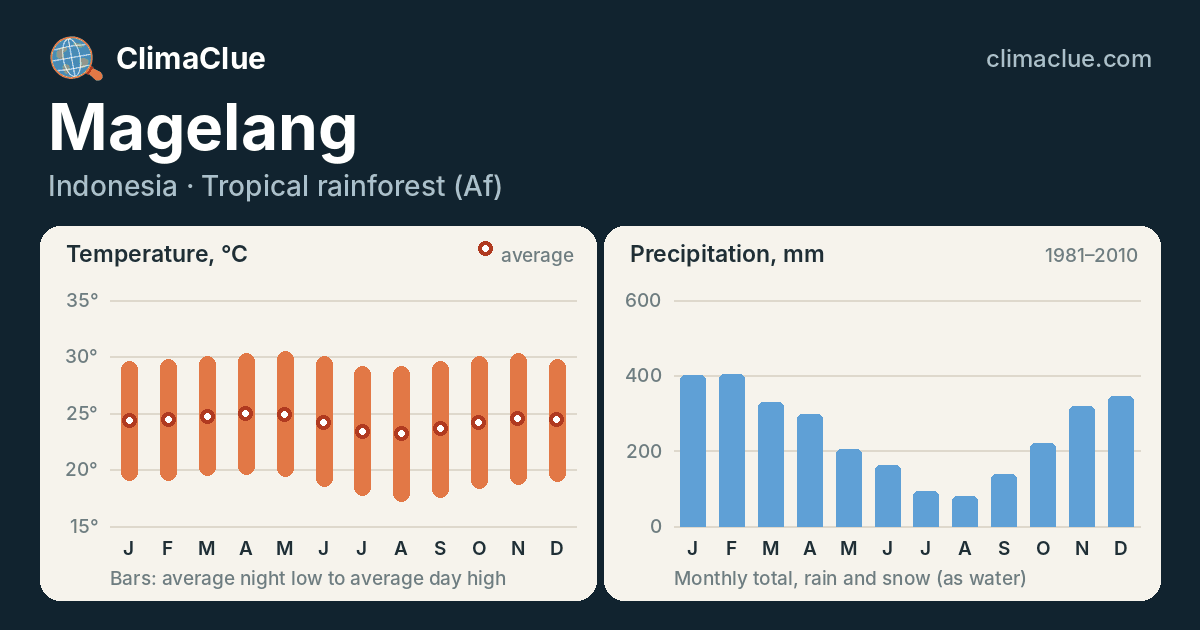 ClimaClue
climaclue.com
Magelang
Indonesia · Tropical rainforest (Af)
Temperature, °C
average
35°
30°
25°
20°
15°
J F M A M J J A S O N D
Bars: average night low to average day high
Precipitation, mm
1981–2010
600
400
200
0
J F M A M J J A S O N D
Monthly total, rain and snow (as water)